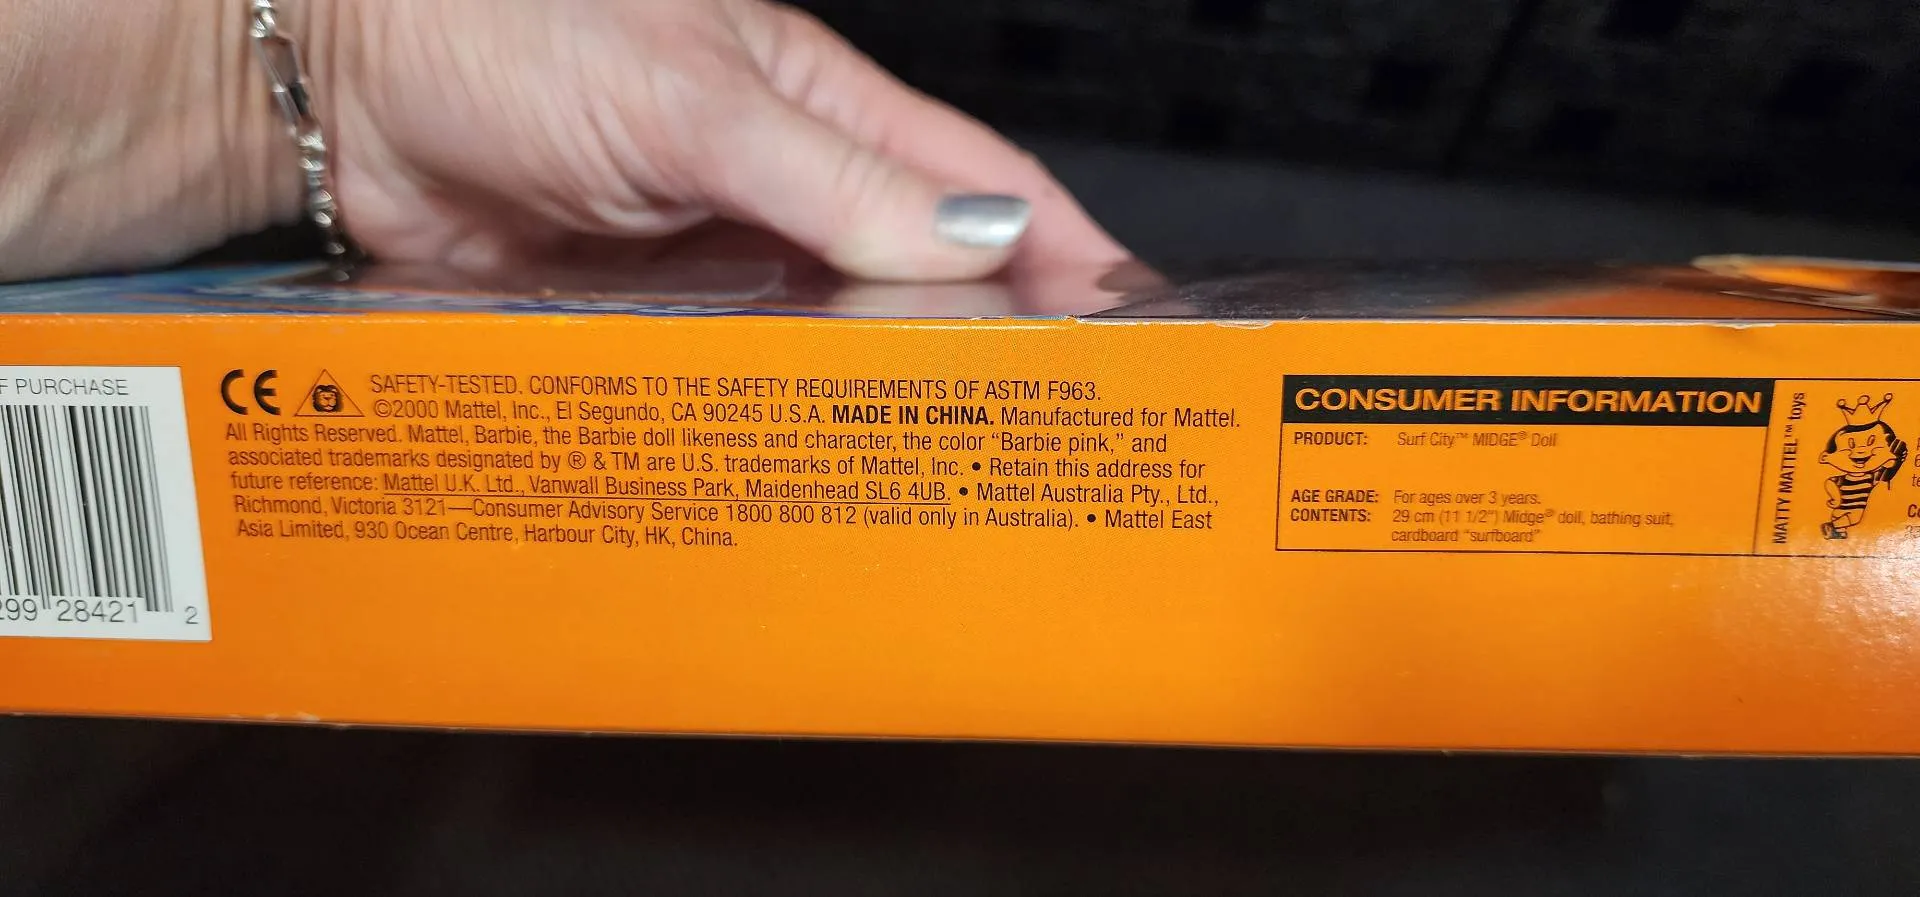 F PURCHASE
99 28421 2
CE
SAFETY-TESTED. CONFORMS TO THE SAFETY REQUIREMENTS OF ASTM F963.
©2000 Mattel, Inc., El Segundo, CA 90245 U.S.A. MADE IN CHINA. Manufactured for Mattel.
All Rights Reserved. Mattel, Barbie, the Barbie doll likeness and character, the color “Barbie pink,” and
associated trademarks designated by ® & TM are U.S. trademarks of Mattel, Inc. • Retain this address for
future reference: Mattel U.K. Ltd., Vanwall Business Park, Maidenhead SL6 4UB. • Mattel Australia Pty., Ltd.,
Richmond, Victoria 3121—Consumer Advisory Service 1800 800 812 (valid only in Australia). • Mattel East
Asia Limited, 930 Ocean Centre, Harbour City, HK, China.
CONSUMER INFORMATION
PRODUCT: Surf City™ MIDGE® Doll
AGE GRADE: For ages over 3 years.
CONTENTS: 29 cm (11 1/2") Midge® doll, bathing suit,
cardboard "surfboard"
MATTY MATTEL™ toys